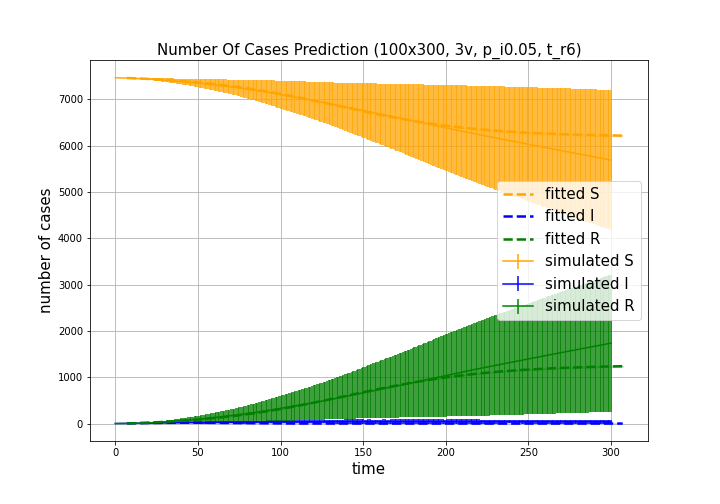 Number Of Cases Prediction (100x300, 3v, p_i0.05, t_r6)
number of cases
7000
6000
5000
4000
3000
2000
1000
0
fitted S
fitted I
fitted R
simulated S
simulated I
simulated R
0 50 100 150 200 250 300
time